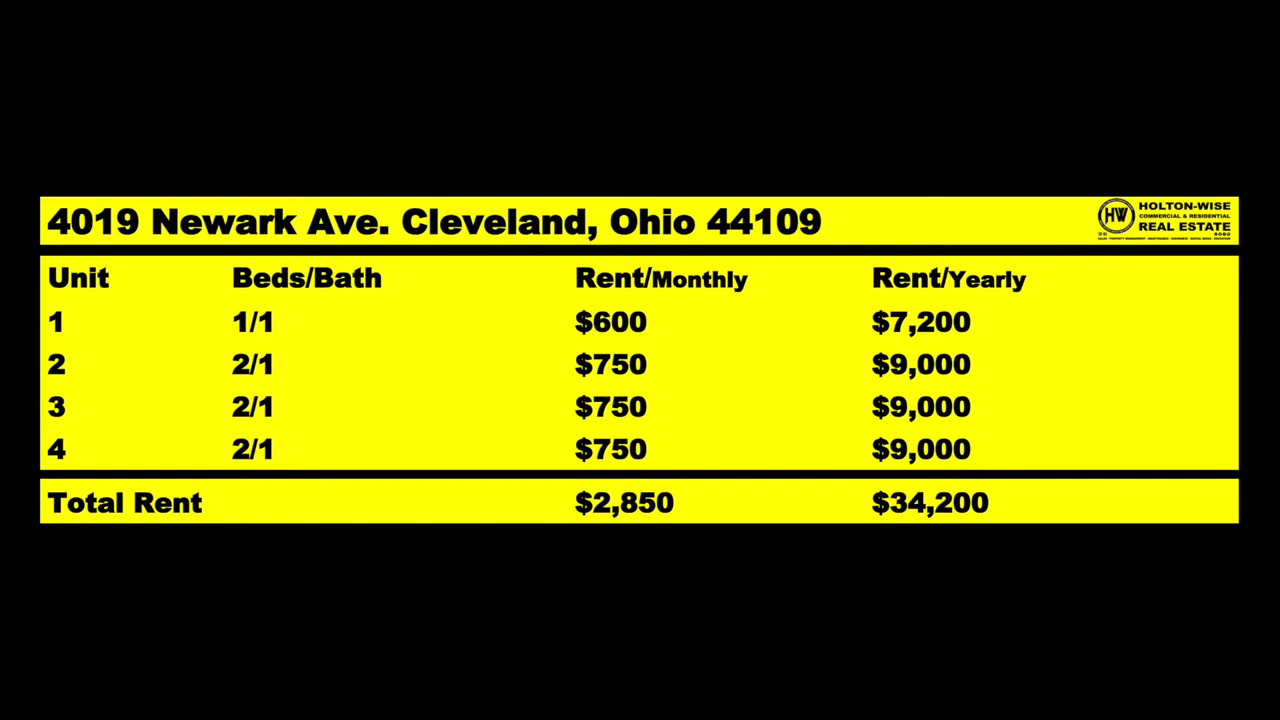 4019 Newark Ave. Cleveland, Ohio 44109
HW
HOLTON-WISE
COMMERCIAL & RESIDENTIAL
REAL ESTATE
Unit Beds/Bath Rent/Monthly Rent/Yearly
1 1/1 $600 $7,200
2 2/1 $750 $9,000
3 2/1 $750 $9,000
4 2/1 $750 $9,000
Total Rent $2,850 $34,200